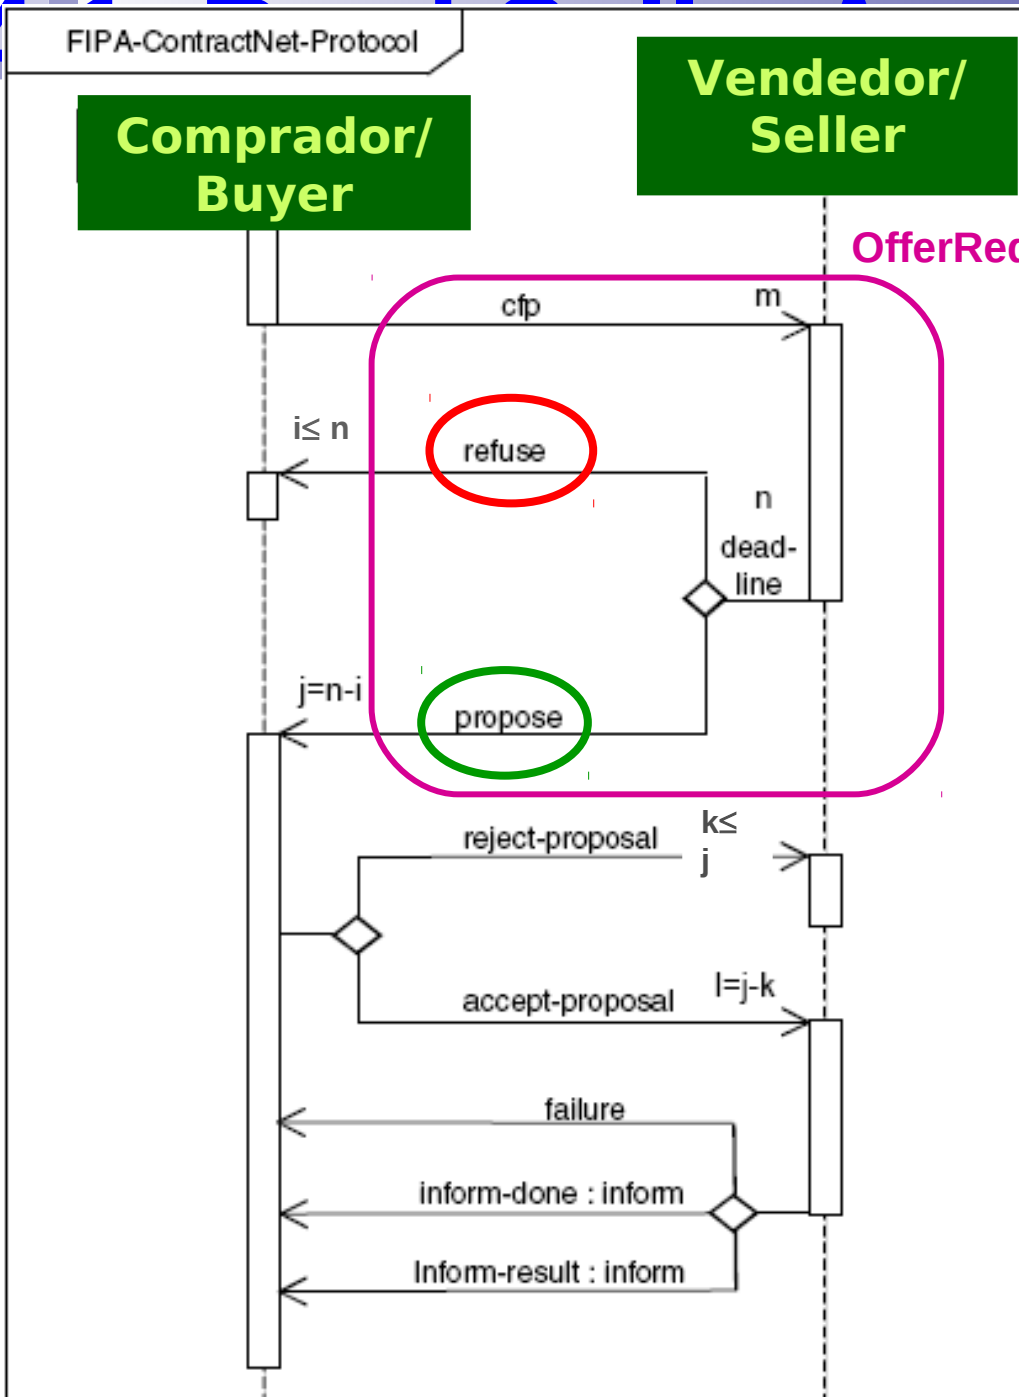 FIPA-ContractNet-Protocol
Vendedor/
Seller
Comprador/
Buyer
cfp
m
i≤ n
refuse
n
dead-
line
j=n-i
propose
reject-proposal
k≤
j
accept-proposal
l=j-k
failure
inform-done : inform
Inform-result : inform